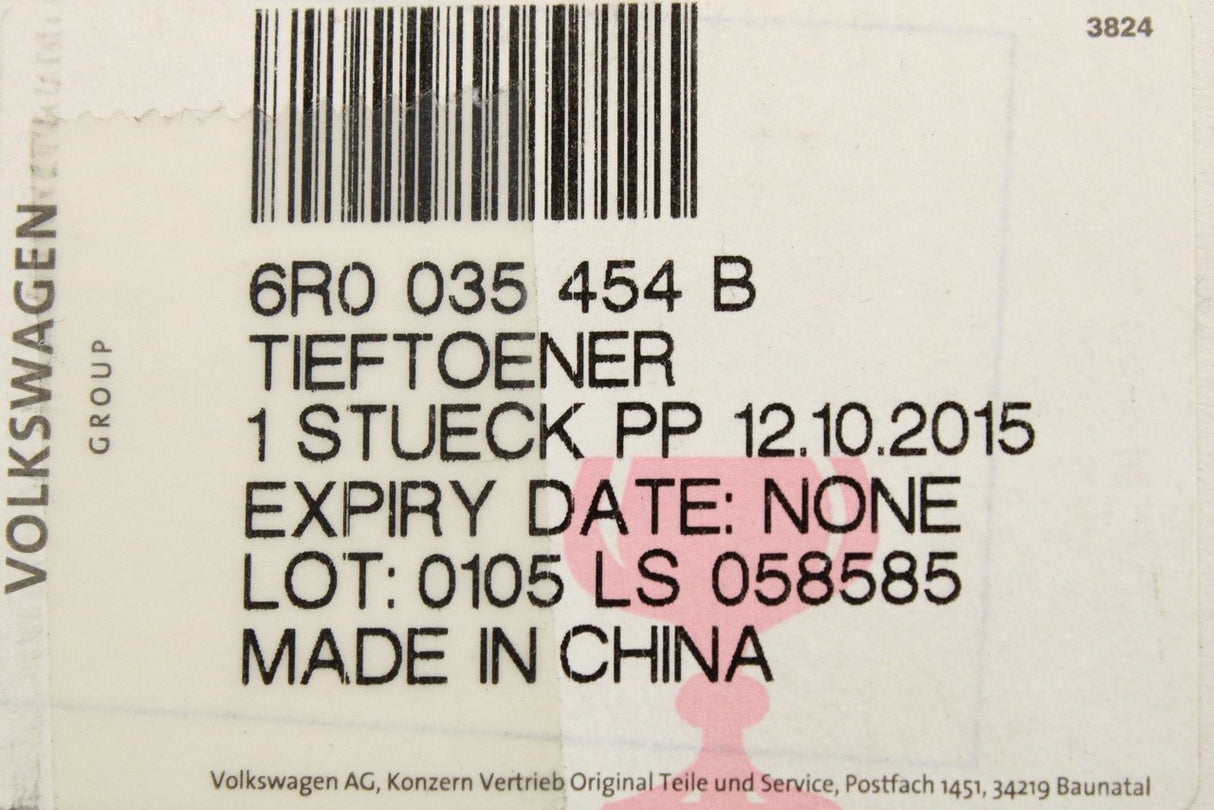 3824
VOLKSWAGEN
GROUP
6R0 035 454 B
TIEFTOENER
1 STUECK PP 12.10.2015
EXPIRY DATE: NONE
LOT: 0105 LS 058585
MADE IN CHINA
Volkswagen AG, Konzern Vertrieb Original Teile und Service, Postfach 1451, 34219 Baunatal